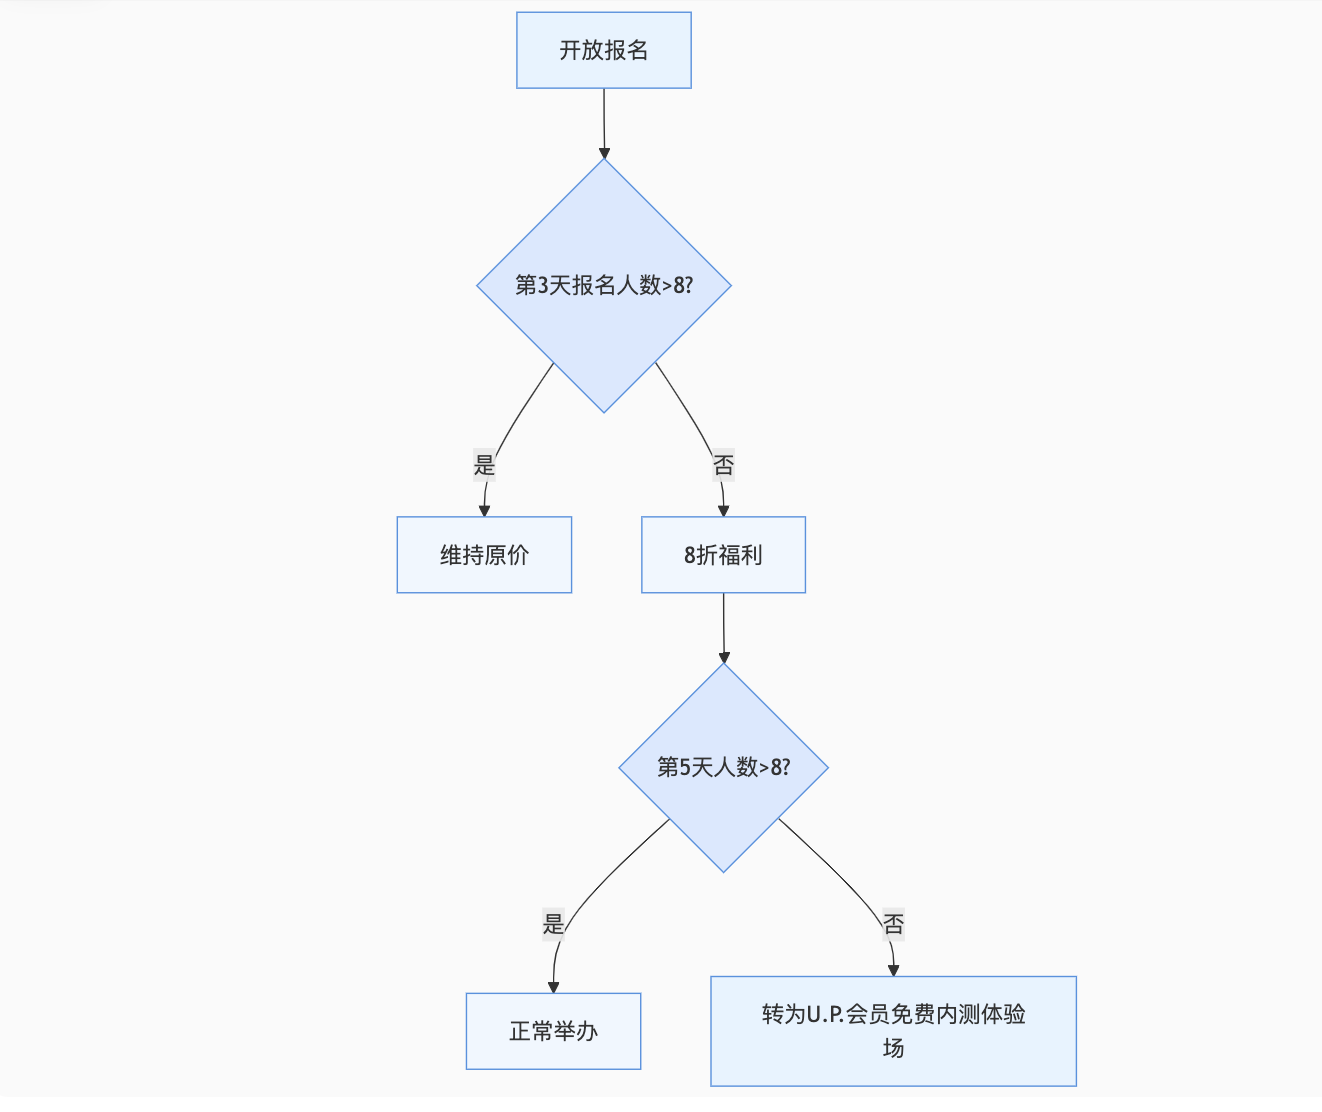 开放报名
第3天报名人数>8?
是
否
维持原价
8折福利
第5天人数>8?
是
否
正常举办
转为U.P.会员免费内测体验
场